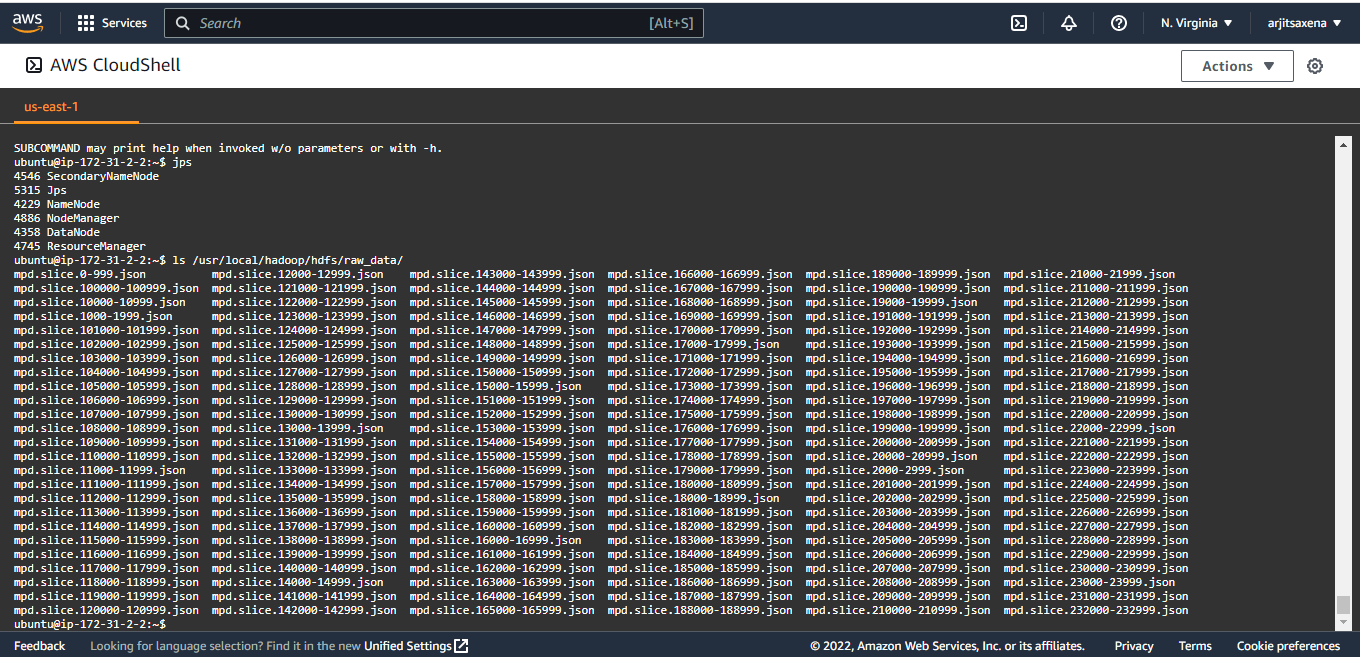 aws Services Search [Alt+S] N. Virginia arjitsaxena
AWS CloudShell Actions
us-east-1
SUBCOMMAND may print help when invoked w/o parameters or with -h.
ubuntu@ip-172-31-2-2:~$ jps
4546 SecondaryNameNode
5315 Jps
4229 NameNode
4886 NodeManager
4358 DataNode
4745 ResourceManager
ubuntu@ip-172-31-2-2:~$ ls /usr/local/hadoop/hdfs/raw_data/
mpd.slice.0-999.json mpd.slice.12000-12999.json mpd.slice.143000-143999.json mpd.slice.166000-166999.json mpd.slice.189000-189999.json mpd.slice.21000-21999.json
mpd.slice.100000-100999.json mpd.slice.121000-121999.json mpd.slice.144000-144999.json mpd.slice.167000-167999.json mpd.slice.190000-190999.json mpd.slice.211000-211999.json
mpd.slice.10000-10999.json mpd.slice.122000-122999.json mpd.slice.145000-145999.json mpd.slice.168000-168999.json mpd.slice.19000-19999.json mpd.slice.212000-212999.json
mpd.slice.1000-1999.json mpd.slice.123000-123999.json mpd.slice.146000-146999.json mpd.slice.169000-169999.json mpd.slice.191000-191999.json mpd.slice.213000-213999.json
mpd.slice.101000-101999.json mpd.slice.124000-124999.json mpd.slice.147000-147999.json mpd.slice.170000-170999.json mpd.slice.192000-192999.json mpd.slice.214000-214999.json
mpd.slice.102000-102999.json mpd.slice.125000-125999.json mpd.slice.148000-148999.json mpd.slice.17000-17999.json mpd.slice.193000-193999.json mpd.slice.215000-215999.json
mpd.slice.103000-103999.json mpd.slice.126000-126999.json mpd.slice.149000-149999.json mpd.slice.171000-171999.json mpd.slice.194000-194999.json mpd.slice.216000-216999.json
mpd.slice.104000-104999.json mpd.slice.127000-127999.json mpd.slice.150000-150999.json mpd.slice.172000-172999.json mpd.slice.195000-195999.json mpd.slice.217000-217999.json
mpd.slice.105000-105999.json mpd.slice.128000-128999.json mpd.slice.15000-15999.json mpd.slice.173000-173999.json mpd.slice.196000-196999.json mpd.slice.218000-218999.json
mpd.slice.106000-106999.json mpd.slice.129000-129999.json mpd.slice.151000-151999.json mpd.slice.174000-174999.json mpd.slice.197000-197999.json mpd.slice.219000-219999.json
mpd.slice.107000-107999.json mpd.slice.130000-130999.json mpd.slice.152000-152999.json mpd.slice.175000-175999.json mpd.slice.198000-198999.json mpd.slice.220000-220999.json
mpd.slice.108000-108999.json mpd.slice.13000-13999.json mpd.slice.153000-153999.json mpd.slice.176000-176999.json mpd.slice.199000-199999.json mpd.slice.22000-22999.json
mpd.slice.109000-109999.json mpd.slice.131000-131999.json mpd.slice.154000-154999.json mpd.slice.177000-177999.json mpd.slice.200000-200999.json mpd.slice.221000-221999.json
mpd.slice.110000-110999.json mpd.slice.132000-132999.json mpd.slice.155000-155999.json mpd.slice.178000-178999.json mpd.slice.20000-20999.json mpd.slice.222000-222999.json
mpd.slice.11000-11999.json mpd.slice.133000-133999.json mpd.slice.156000-156999.json mpd.slice.179000-179999.json mpd.slice.2000-2999.json mpd.slice.223000-223999.json
mpd.slice.111000-111999.json mpd.slice.134000-134999.json mpd.slice.157000-157999.json mpd.slice.180000-180999.json mpd.slice.201000-201999.json mpd.slice.224000-224999.json
mpd.slice.112000-112999.json mpd.slice.135000-135999.json mpd.slice.158000-158999.json mpd.slice.18000-18999.json mpd.slice.202000-202999.json mpd.slice.225000-225999.json
mpd.slice.113000-113999.json mpd.slice.136000-136999.json mpd.slice.159000-159999.json mpd.slice.181000-181999.json mpd.slice.203000-203999.json mpd.slice.226000-226999.json
mpd.slice.114000-114999.json mpd.slice.137000-137999.json mpd.slice.160000-160999.json mpd.slice.182000-182999.json mpd.slice.204000-204999.json mpd.slice.227000-227999.json
mpd.slice.115000-115999.json mpd.slice.138000-138999.json mpd.slice.16000-16999.json mpd.slice.183000-183999.json mpd.slice.205000-205999.json mpd.slice.228000-228999.json
mpd.slice.116000-116999.json mpd.slice.139000-139999.json mpd.slice.161000-161999.json mpd.slice.184000-184999.json mpd.slice.206000-206999.json mpd.slice.229000-229999.json
mpd.slice.117000-117999.json mpd.slice.140000-140999.json mpd.slice.162000-162999.json mpd.slice.185000-185999.json mpd.slice.207000-207999.json mpd.slice.230000-230999.json
mpd.slice.118000-118999.json mpd.slice.14000-14999.json mpd.slice.163000-163999.json mpd.slice.186000-186999.json mpd.slice.208000-208999.json mpd.slice.23000-23999.json
mpd.slice.119000-119999.json mpd.slice.141000-141999.json mpd.slice.164000-164999.json mpd.slice.187000-187999.json mpd.slice.209000-209999.json mpd.slice.231000-231999.json
mpd.slice.120000-120999.json mpd.slice.142000-142999.json mpd.slice.165000-165999.json mpd.slice.188000-188999.json mpd.slice.210000-210999.json mpd.slice.232000-232999.json
ubuntu@ip-172-31-2-2:~$
Feedback Looking for language selection? Find it in the new Unified Settings © 2022, Amazon Web Services, Inc. or its affiliates. Privacy Terms Cookie preferences